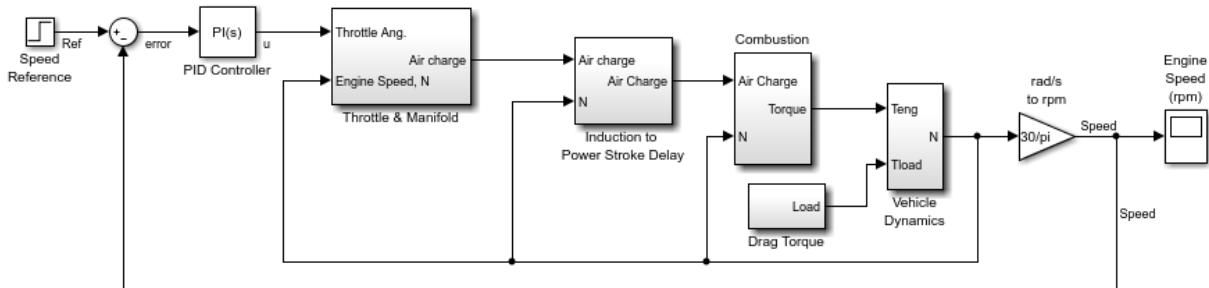 Speed
Reference
Ref
+
−
error
PI(s)
PID Controller
u
Throttle Ang.
Air charge
Engine Speed, N
Throttle & Manifold
Air charge
Air Charge
N
Induction to
Power Stroke Delay
Combustion
Air Charge
Torque
N
Load
Drag Torque
Teng
N
Tload
Vehicle
Dynamics
rad/s
to rpm
30/pi
Speed
Speed
Engine
Speed
(rpm)